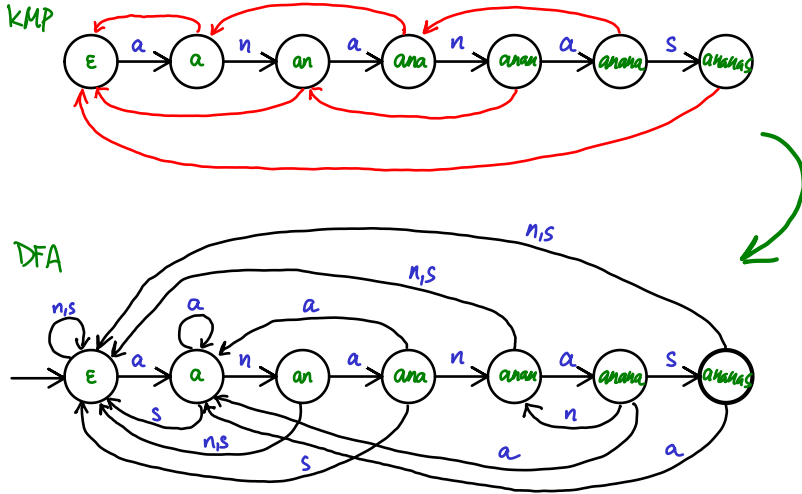 KMP
a n a n a s
ε a an ana anan anana ananas
DFA
n,s
n,s
n,s a a
a n a n a s
ε a an ana anan anana ananas
s n
n,s a a
s